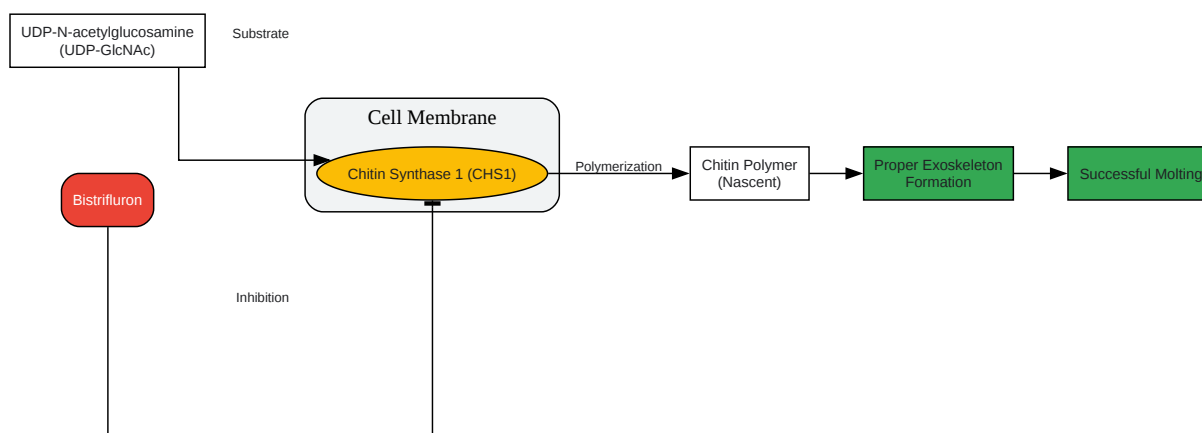 UDP-N-acetylglucosamine
(UDP-GlcNAc)
Substrate
Cell Membrane
Chitin Synthase 1 (CHS1)
Polymerization
Chitin Polymer
(Nascent)
Proper Exoskeleton
Formation
Successful Molting
Bistrifluron
Inhibition